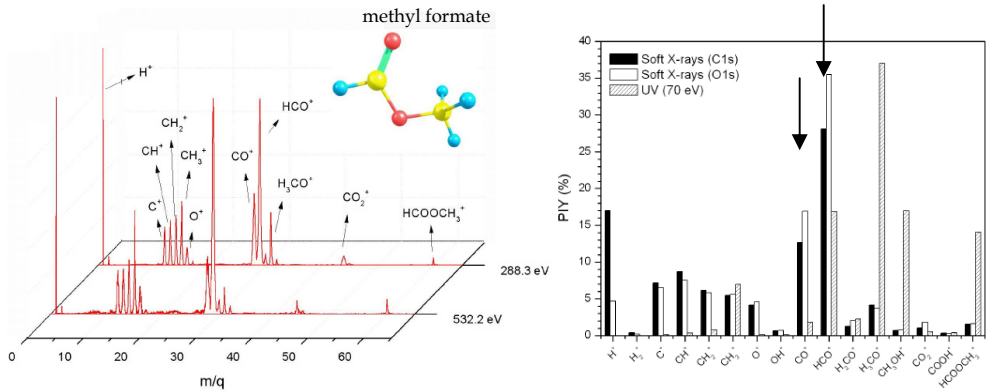 methyl formate
H+
HCO+
CH2+
CH+
CH3+
CO+
C+
O+
H3CO+
CO2+
HCOOCH3+
288.3 eV
532.2 eV
0 10 20 30 40 50 60
m/q
40
35
30
25
20
15
10
5
0
PIY (%)
Soft X-rays (C1s)
Soft X-rays (O1s)
UV (70 eV)
H+
H2+
C+
CH+
CH2+
CH3+
O+
OH+
CO+
HCO+
H2CO+
H3CO+
CH3OH+
CO2+
COOH+
HCOOCH3+